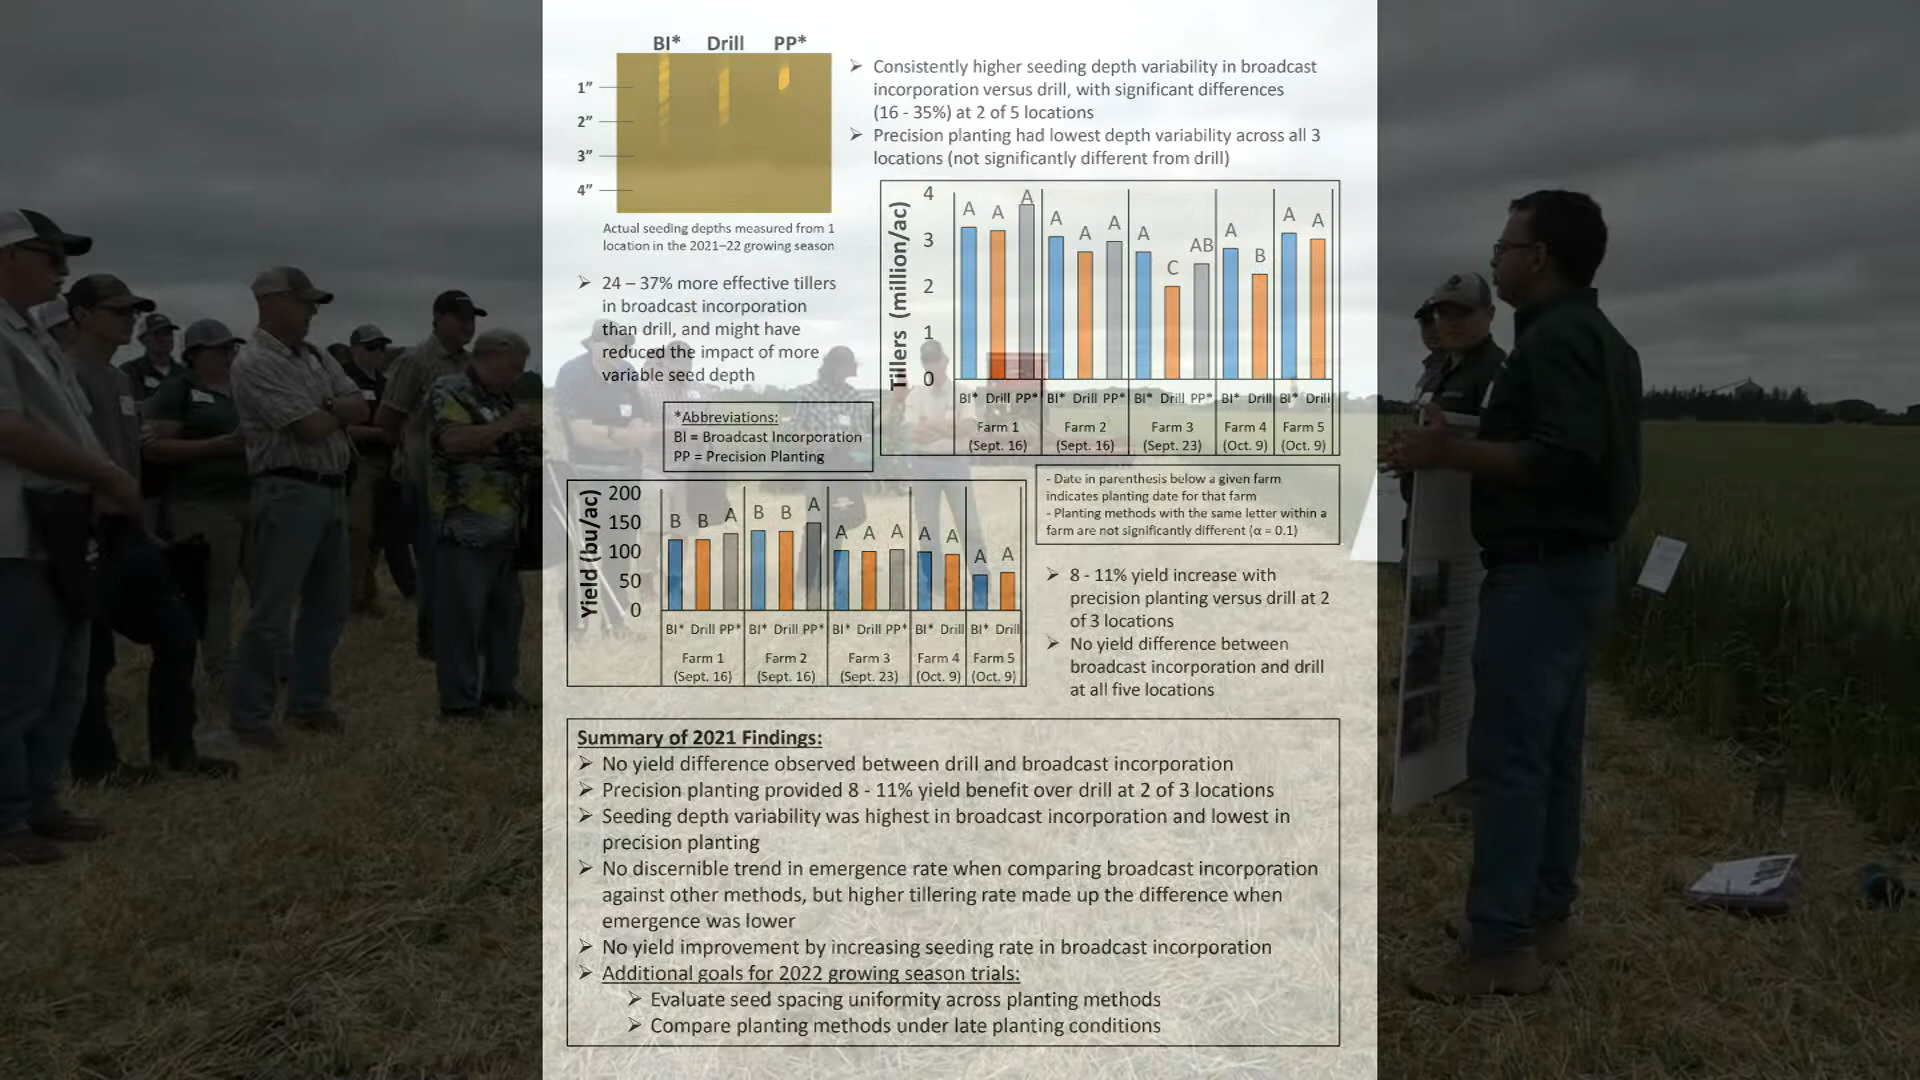 BI* Drill PP*
1”
2”
3”
4”
Actual seeding depths measured from 1
location in the 2021–22 growing season
➢ Consistently higher seeding depth variability in broadcast
incorporation versus drill, with significant differences
(16 - 35%) at 2 of 5 locations
➢ Precision planting had lowest depth variability across all 3
locations (not significantly different from drill)
➢ 24 – 37% more effective tillers
in broadcast incorporation
than drill, and might have
reduced the impact of more
variable seed depth
Tillers (million/ac)
4
3
2
1
0
A A A A A A A C AB A B A A
BI* Drill PP* BI* Drill PP* BI* Drill PP* BI* Drill BI* Drill
Farm 1 Farm 2 Farm 3 Farm 4 Farm 5
(Sept. 16) (Sept. 16) (Sept. 23) (Oct. 9) (Oct. 9)
*Abbreviations:
BI = Broadcast Incorporation
PP = Precision Planting
- Date in parenthesis below a given farm
indicates planting date for that farm
- Planting methods with the same letter within a
farm are not significantly different (α = 0.1)
Yield (bu/ac)
200
150
100
50
0
B B A B B A A A A A A A A
BI* Drill PP* BI* Drill PP* BI* Drill PP* BI* Drill BI* Drill
Farm 1 Farm 2 Farm 3 Farm 4 Farm 5
(Sept. 16) (Sept. 16) (Sept. 23) (Oct. 9) (Oct. 9)
➢ 8 - 11% yield increase with
precision planting versus drill at 2
of 3 locations
➢ No yield difference between
broadcast incorporation and drill
at all five locations
Summary of 2021 Findings:
➢ No yield difference observed between drill and broadcast incorporation
➢ Precision planting provided 8 - 11% yield benefit over drill at 2 of 3 locations
➢ Seeding depth variability was highest in broadcast incorporation and lowest in
precision planting
➢ No discernible trend in emergence rate when comparing broadcast incorporation
against other methods, but higher tillering rate made up the difference when
emergence was lower
➢ No yield improvement by increasing seeding rate in broadcast incorporation
➢ Additional goals for 2022 growing season trials:
➢ Evaluate seed spacing uniformity across planting methods
➢ Compare planting methods under late planting conditions